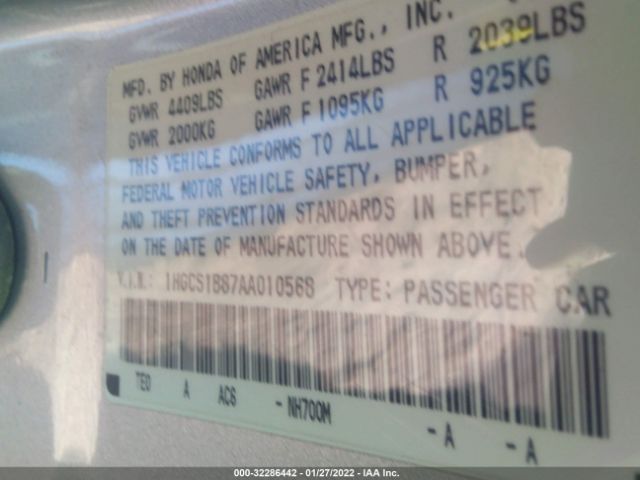 MFD. BY HONDA OF AMERICA MFG., INC.
GVWR 4409LBS GAWR F 2414LBS R 2039LBS
GVWR 2000KG GAWR F 1095KG R 925KG
THIS VEHICLE CONFORMS TO ALL APPLICABLE
FEDERAL MOTOR VEHICLE SAFETY, BUMPER,
AND THEFT PREVENTION STANDARDS IN EFFECT
ON THE DATE OF MANUFACTURE SHOWN ABOVE.
V.I.N.: 1HGCS1B87AA010568 TYPE: PASSENGER CAR
TE0 A AC6 - NH700M - A - A
000-32286442 - 01/27/2022 - IAA Inc.